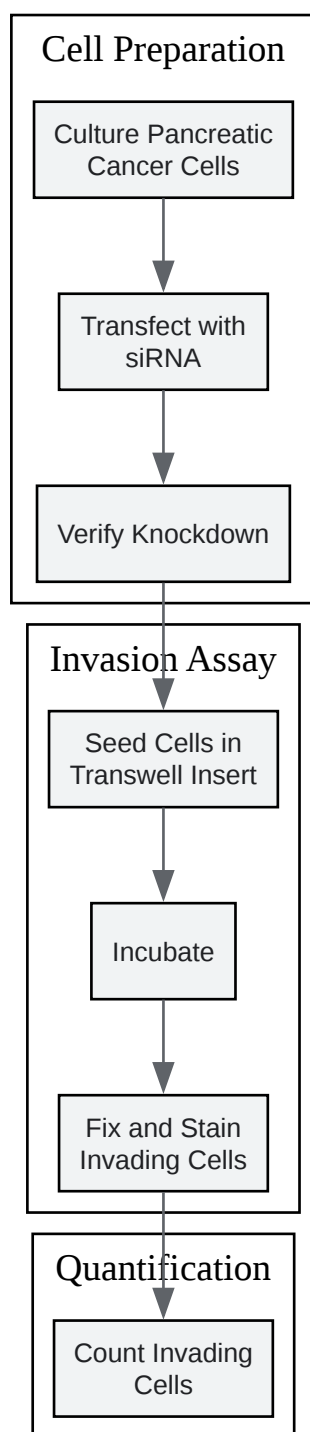 Cell Preparation
Culture Pancreatic
Cancer Cells
Transfect with
siRNA
Verify Knockdown
Invasion Assay
Seed Cells in
Transwell Insert
Incubate
Fix and Stain
Invading Cells
Quantification
Count Invading
Cells